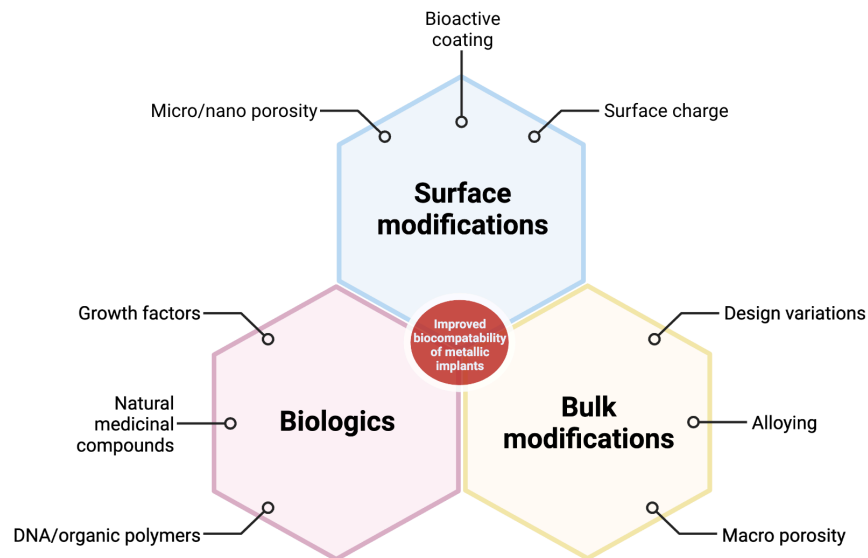 Bioactive
coating
Micro/nano porosity
Surface charge
Surface
modifications
Growth factors
Improved
biocompatability
of metallic
implants
Design variations
Natural
medicinal
compounds
Biologics
Bulk
modifications
Alloying
DNA/organic polymers
Macro porosity